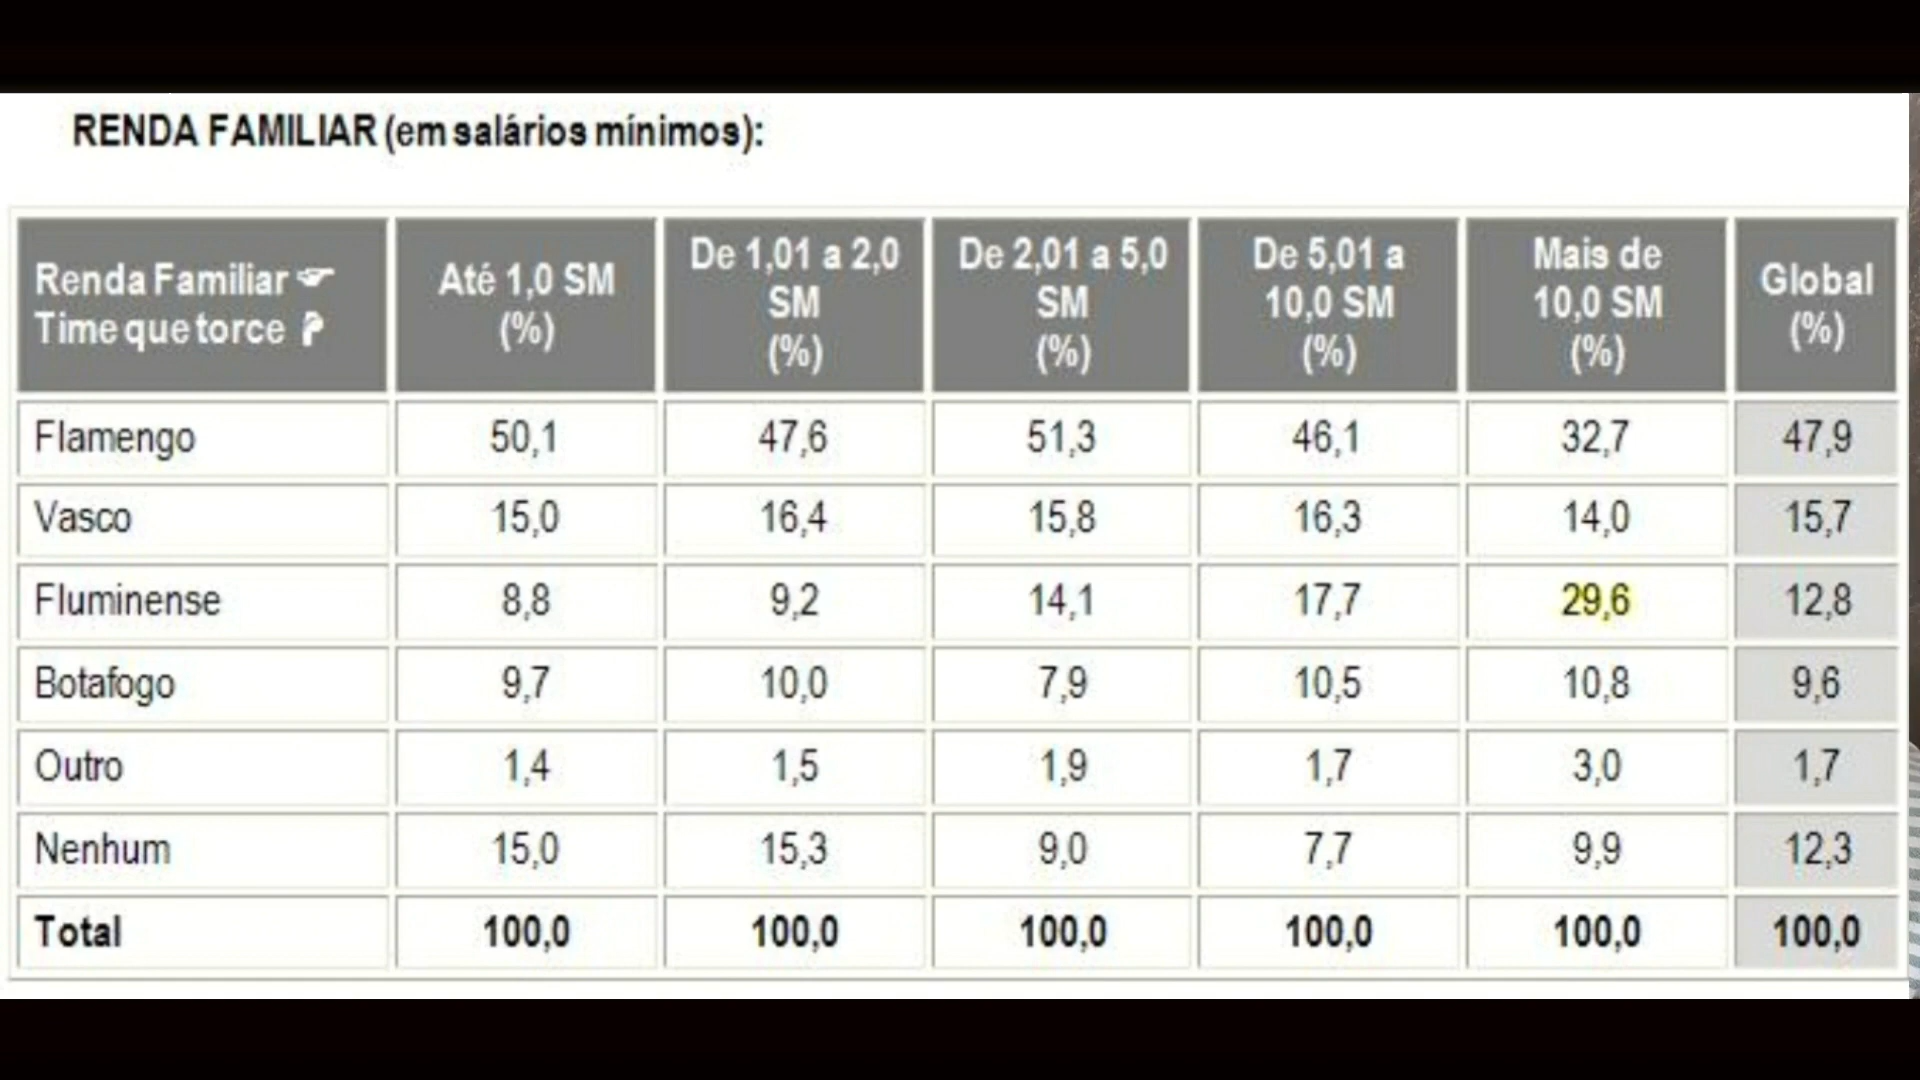 RENDA FAMILIAR (em salários mínimos):
Renda Familiar Até 1,0 SM (%) De 1,01 a 2,0 SM (%) De 2,01 a 5,0 SM (%) De 5,01 a 10,0 SM (%) Mais de 10,0 SM (%) Global (%)
Time que torce
Flamengo 50,1 47,6 51,3 46,1 32,7 47,9
Vasco 15,0 16,4 15,8 16,3 14,0 15,7
Fluminense 8,8 9,2 14,1 17,7 29,6 12,8
Botafogo 9,7 10,0 7,9 10,5 10,8 9,6
Outro 1,4 1,5 1,9 1,7 3,0 1,7
Nenhum 15,0 15,3 9,0 7,7 9,9 12,3
Total 100,0 100,0 100,0 100,0 100,0 100,0